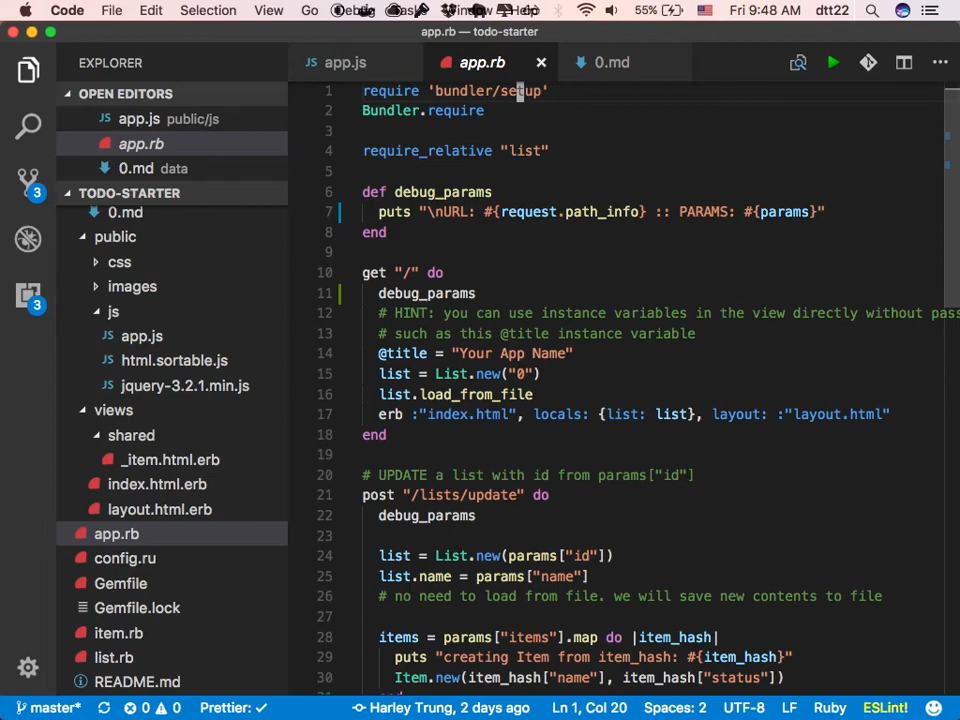 Code File Edit Selection View Go Debug Tasks Window Help 55% Fri 9:48 AM dtt22
app.rb — todo-starter
EXPLORER
OPEN EDITORS
app.js public/js
app.rb
0.md data
TODO-STARTER
0.md
public
css
images
js
app.js
html.sortable.js
jquery-3.2.1.min.js
views
shared
_item.html.erb
index.html.erb
layout.html.erb
app.rb
config.ru
Gemfile
Gemfile.lock
item.rb
list.rb
README.md
3
3
JS app.js app.rb 0.md
1 require 'bundler/setup'
2 Bundler.require
3
4 require_relative "list"
5
6 def debug_params
7 puts "\nURL: #{request.path_info} :: PARAMS: #{params}"
8 end
9
10 get "/" do
11 debug_params
12 # HINT: you can use instance variables in the view directly without pass
13 # such as this @title instance variable
14 @title = "Your App Name"
15 list = List.new("0")
16 list.load_from_file
17 erb :"index.html", locals: {list: list}, layout: :"layout.html"
18 end
19
20 # UPDATE a list with id from params["id"]
21 post "/lists/update" do
22 debug_params
23
24 list = List.new(params["id"])
25 list.name = params["name"]
26 # no need to load from file. we will save new contents to file
27
28 items = params["items"].map do |item_hash|
29 puts "creating Item from item_hash: #{item_hash}"
30 Item.new(item_hash["name"], item_hash["status"])
master* 0 0 Prettier: Harley Trung, 2 days ago Ln 1, Col 20 Spaces: 2 UTF-8 LF Ruby ESLint!